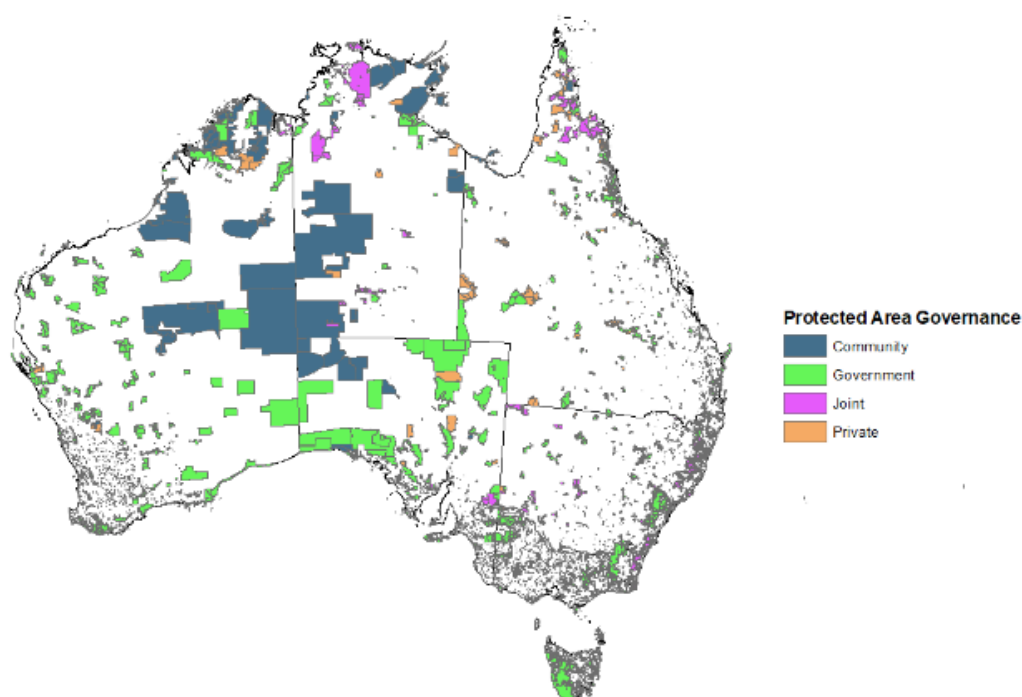 Protected Area Governance
Community
Government
Joint
Private